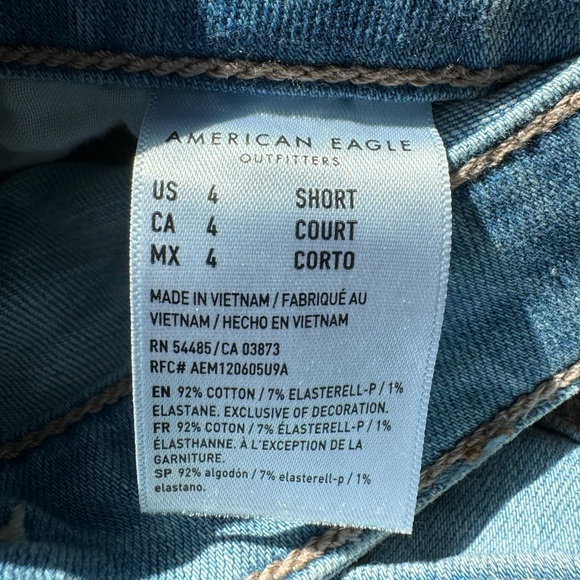 AMERICAN EAGLE
OUTFITTERS
US 4 SHORT
CA 4 COURT
MX 4 CORTO
MADE IN VIETNAM / FABRIQUÉ AU
VIETNAM / HECHO EN VIETNAM
RN 54485/CA 03873
RFC# AEM120605U9A
EN 92% COTTON / 7% ELASTERELL-P / 1%
ELASTANE. EXCLUSIVE OF DECORATION.
FR 92% COTON / 7% ELASTERELL-P / 1%
ÉLASTHANNE. À L'EXCEPTION DE LA
GARNITURE.
SP 92% algodón / 7% elasterell-p / 1%
elastano.